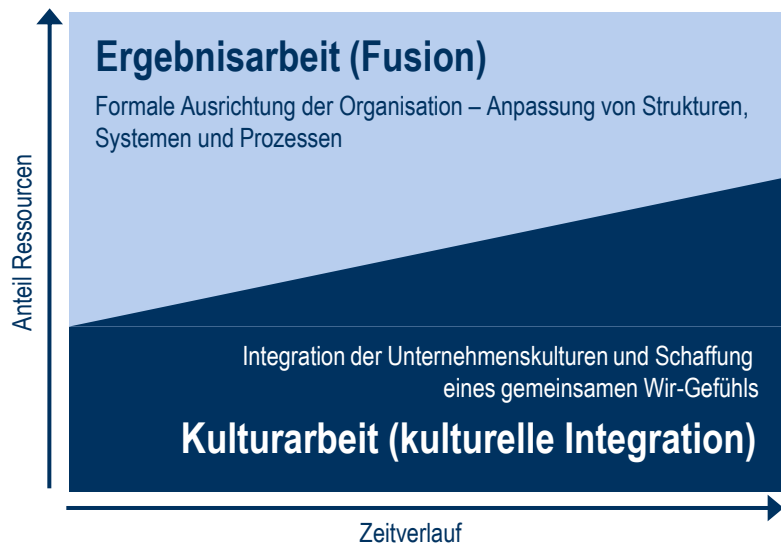 Ergebnisarbeit (Fusion)
Formale Ausrichtung der Organisation – Anpassung von Strukturen,
Systemen und Prozessen
Anteil Ressourcen
Integration der Unternehmenskulturen und Schaffung
eines gemeinsamen Wir-Gefühls
Kulturarbeit (kulturelle Integration)
Zeitverlauf